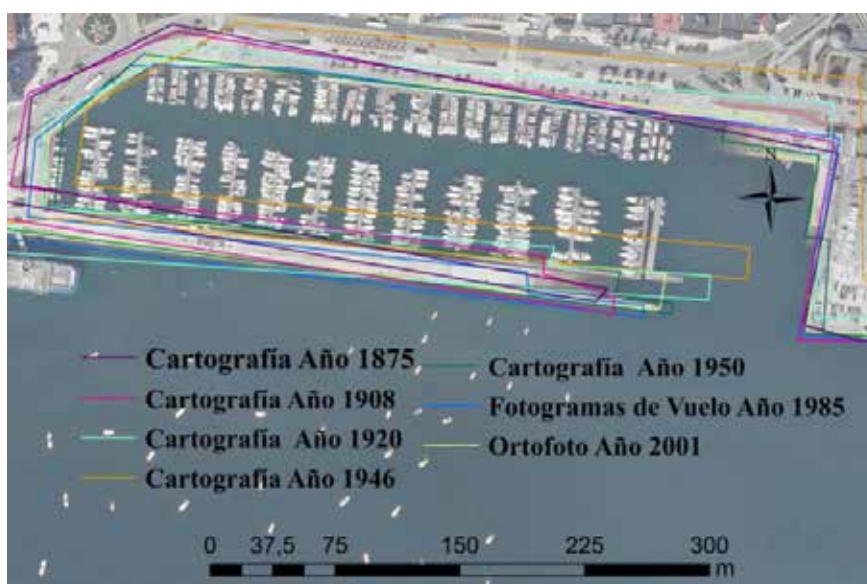 N
Cartografía Año 1875
Cartografía Año 1908
Cartografía Año 1920
Cartografía Año 1946
Cartografía Año 1950
Fotogramas de Vuelo Año 1985
Ortofoto Año 2001
0 37,5 75 150 225 300
m